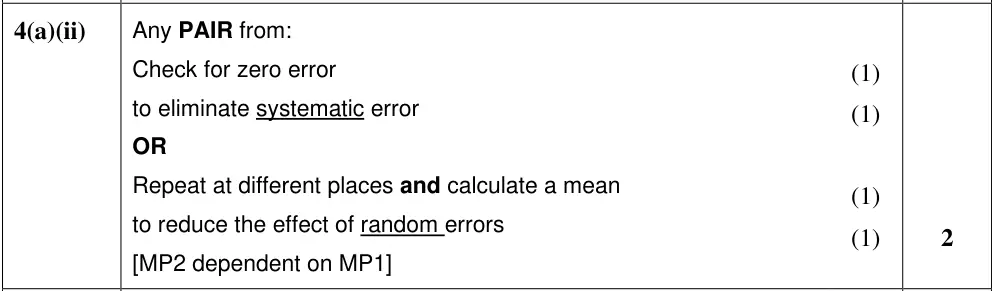 4(a)(ii) Any PAIR from:
Check for zero error (1)
to eliminate systematic error (1)
OR
Repeat at different places and calculate a mean (1)
to reduce the effect of random errors (1) 2
[MP2 dependent on MP1]